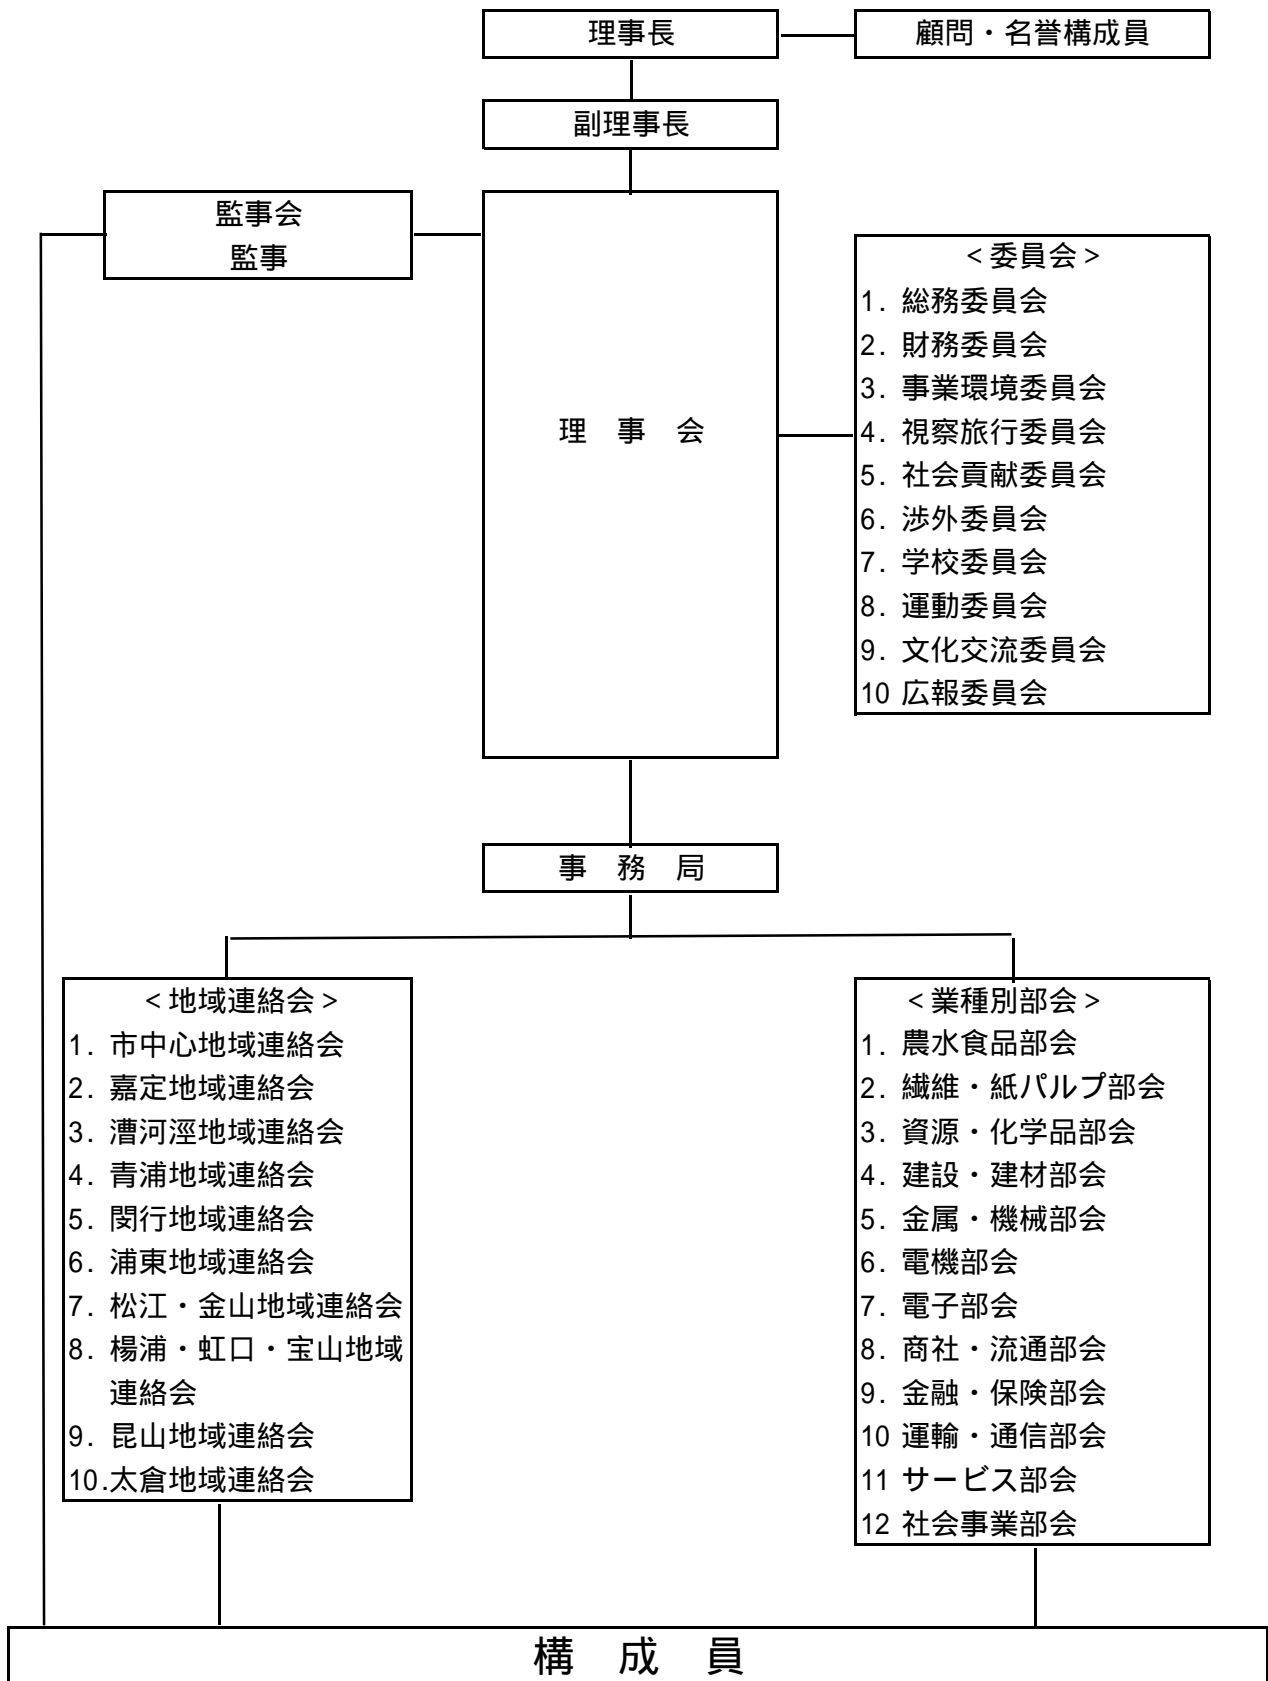 理事長
顧問・名誉構成員
副理事長
監事会
監事
理　事　会
＜委員会＞
1. 総務委員会
2. 財務委員会
3. 事業環境委員会
4. 視察旅行委員会
5. 社会貢献委員会
6. 渉外委員会
7. 学校委員会
8. 運動委員会
9. 文化交流委員会
10 広報委員会
事　務　局
＜地域連絡会＞
1. 市中心地域連絡会
2. 嘉定地域連絡会
3. 漕河涇地域連絡会
4. 青浦地域連絡会
5. 閔行地域連絡会
6. 浦東地域連絡会
7. 松江・金山地域連絡会
8. 楊浦・虹口・宝山地域
連絡会
9. 昆山地域連絡会
10.太倉地域連絡会
＜業種別部会＞
1. 農水食品部会
2. 繊維・紙パルプ部会
3. 資源・化学品部会
4. 建設・建材部会
5. 金属・機械部会
6. 電機部会
7. 電子部会
8. 商社・流通部会
9. 金融・保険部会
10 運輸・通信部会
11 サービス部会
12 社会事業部会
構　成　員